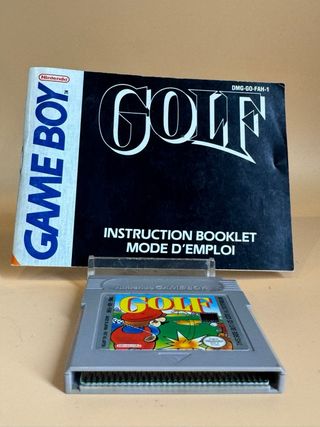 Nintendo
GAME BOY
DMG-GO-FAH-1
GOLF
INSTRUCTION BOOKLET
MODE D'EMPLOI
GOLF